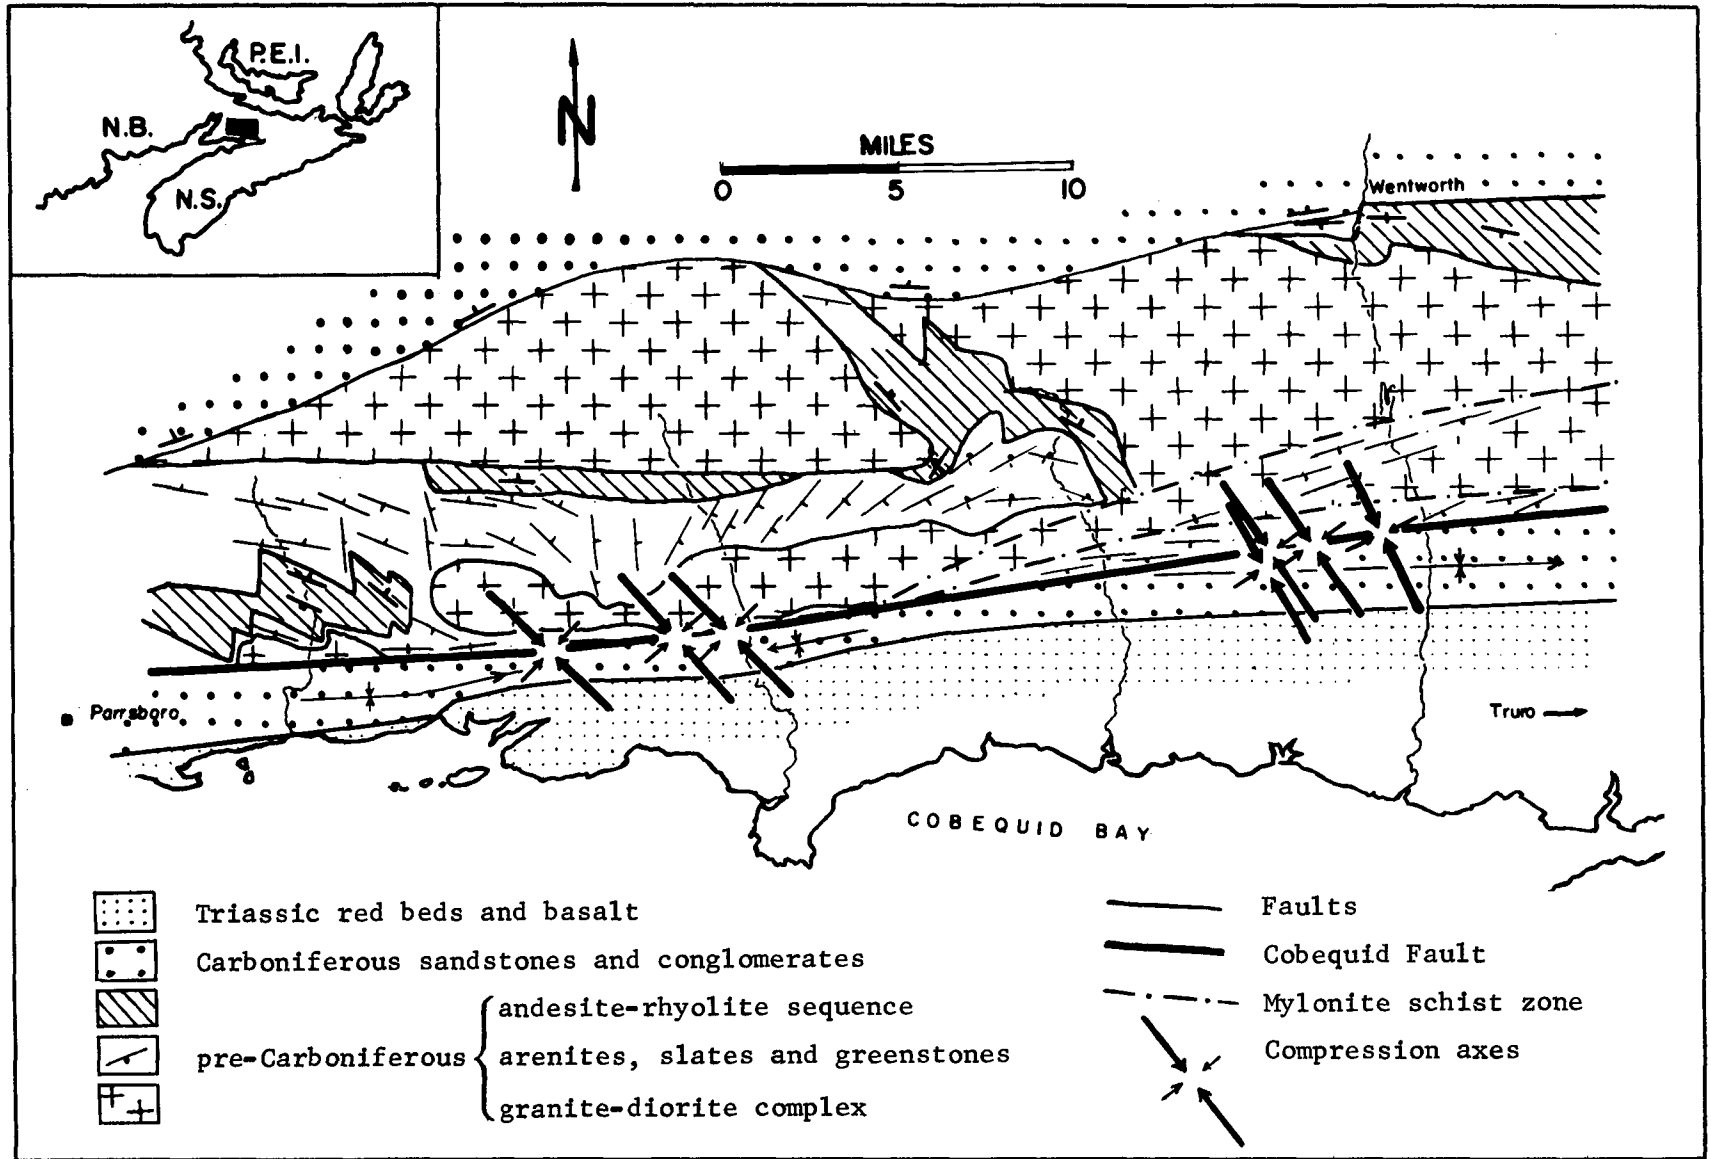 P.E.I.
N.B.
N.S.
N
MILES
0 5 10
Wentworth
Parrsboro
Truro
COBEQUID BAY
Triassic red beds and basalt
Carboniferous sandstones and conglomerates
andesite-rhyolite sequence
pre-Carboniferous
arenites, slates and greenstones
granite-diorite complex
Faults
Cobequid Fault
Mylonite schist zone
Compression axes